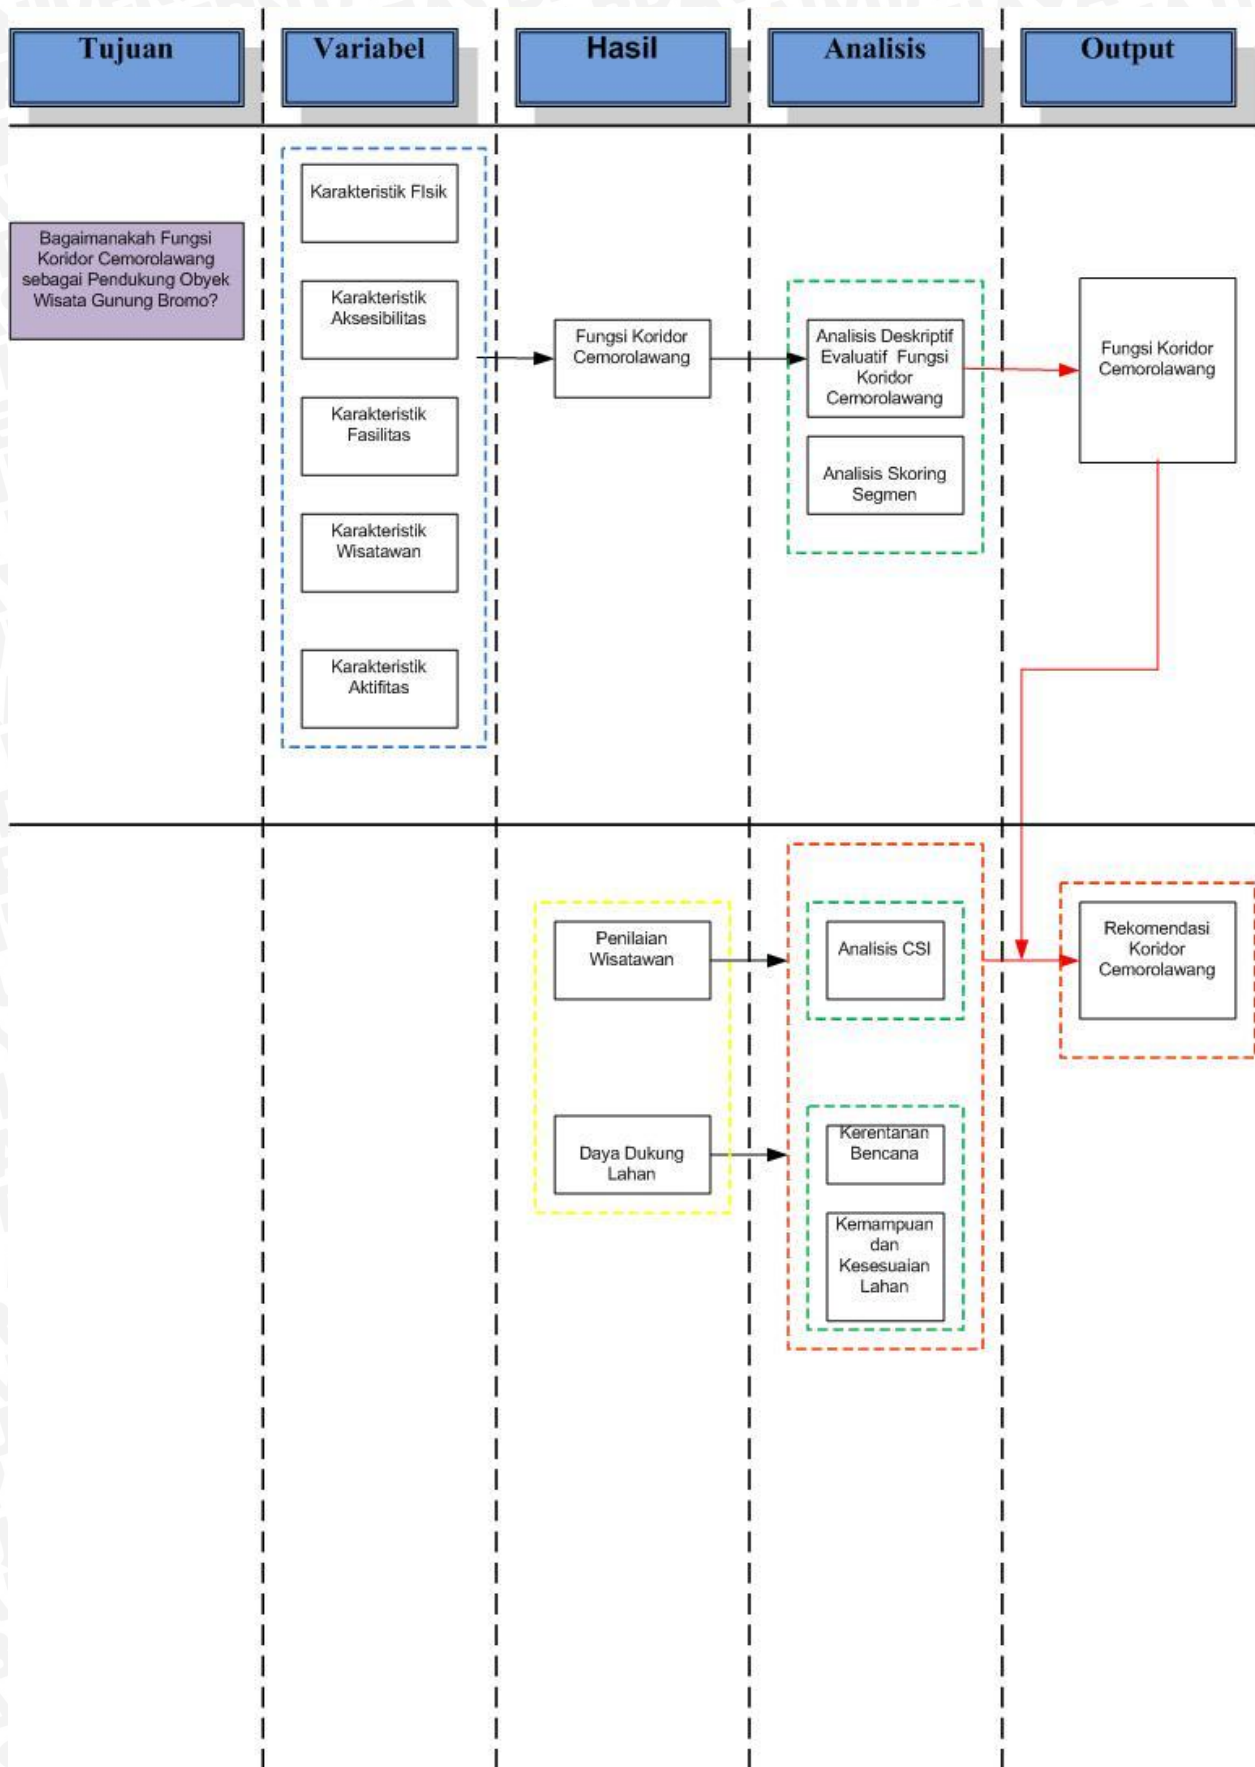 Tujuan
Variabel
Hasil
Analisis
Output
Bagaimanakah Fungsi
Koridor Cemorolawang
sebagai Pendukung Obyek
Wisata Gunung Bromo?
Karakteristik FIsik
Karakteristik
Aksesibilitas
Karakteristik
Fasilitas
Karakteristik
Wisatawan
Karakteristik
Aktifitas
Fungsi Koridor
Cemorolawang
Analisis Deskriptif
Evaluatif Fungsi
Koridor
Cemorolawang
Analisis Skoring
Segmen
Fungsi Koridor
Cemorolawang
Penilaian
Wisatawan
Daya Dukung
Lahan
Analisis CSI
Kerentanan
Bencana
Kemampuan
dan
Kesesuaian
Lahan
Rekomendasi
Koridor
Cemorolawang